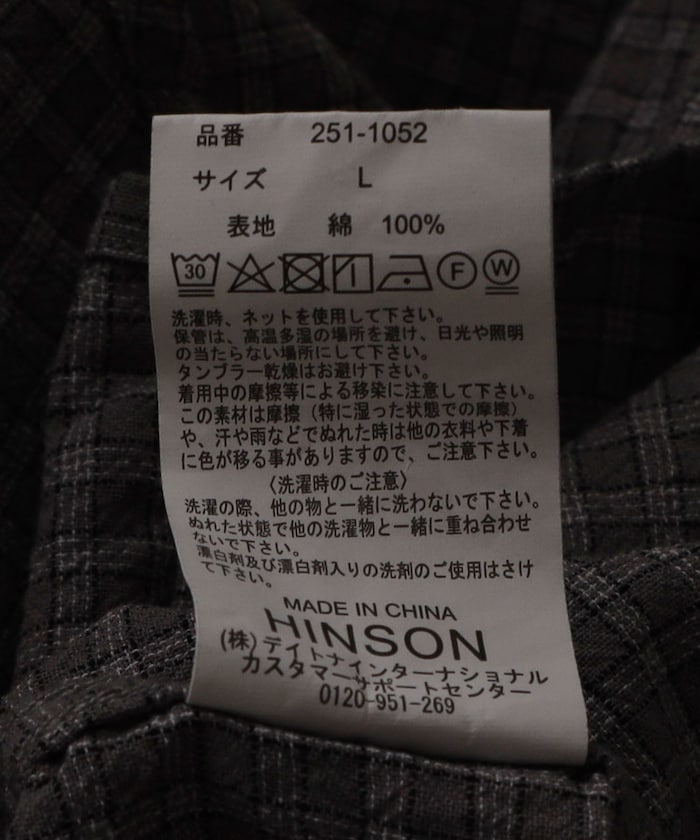 品番 251-1052
サイズ L
表地 綿 100%
30 F W
洗濯時、ネットを使用して下さい。
保管は、高温多湿の場所を避け、日光や照明
の当たらない場所にして下さい。
タンブラー乾燥はお避け下さい。
着用中の摩擦等による移染に注意して下さい。
この素材は摩擦（特に湿った状態での摩擦）
や、汗や雨などでぬれた時は他の衣料や下着
に色が移る事がありますので、ご注意下さい。
〈洗濯時のご注意〉
洗濯の際、他の物と一緒に洗わないで下さい。
ぬれた状態で他の洗濯物と一緒に重ね合わせ
ないで下さい。
漂白剤及び漂白剤入りの洗剤のご使用はさけ
て下さい。
MADE IN CHINA
HINSON
(株)デイトナインターナショナル
カスタマーサポートセンター
0120-951-269